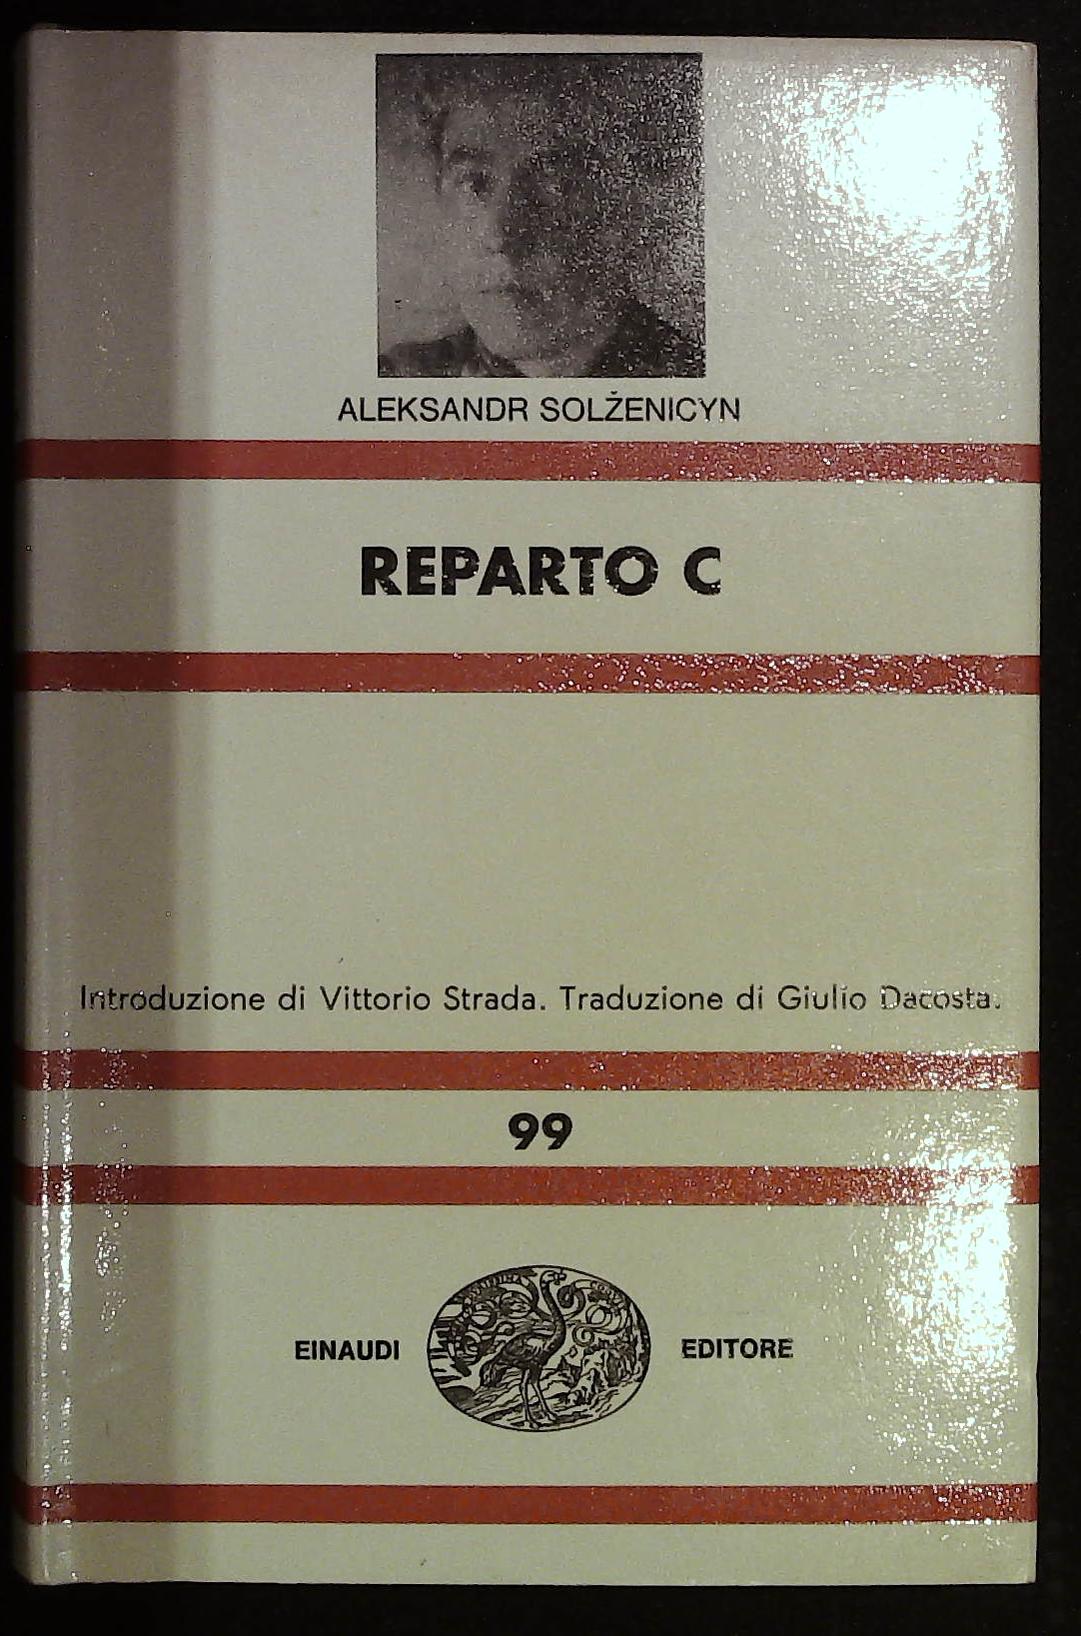 ALEKSANDR SOLŽENICYN
REPARTO C
Introduzione di Vittorio Strada. Traduzione di Giulio Dacosta.
99
EINAUDI
EDITORE